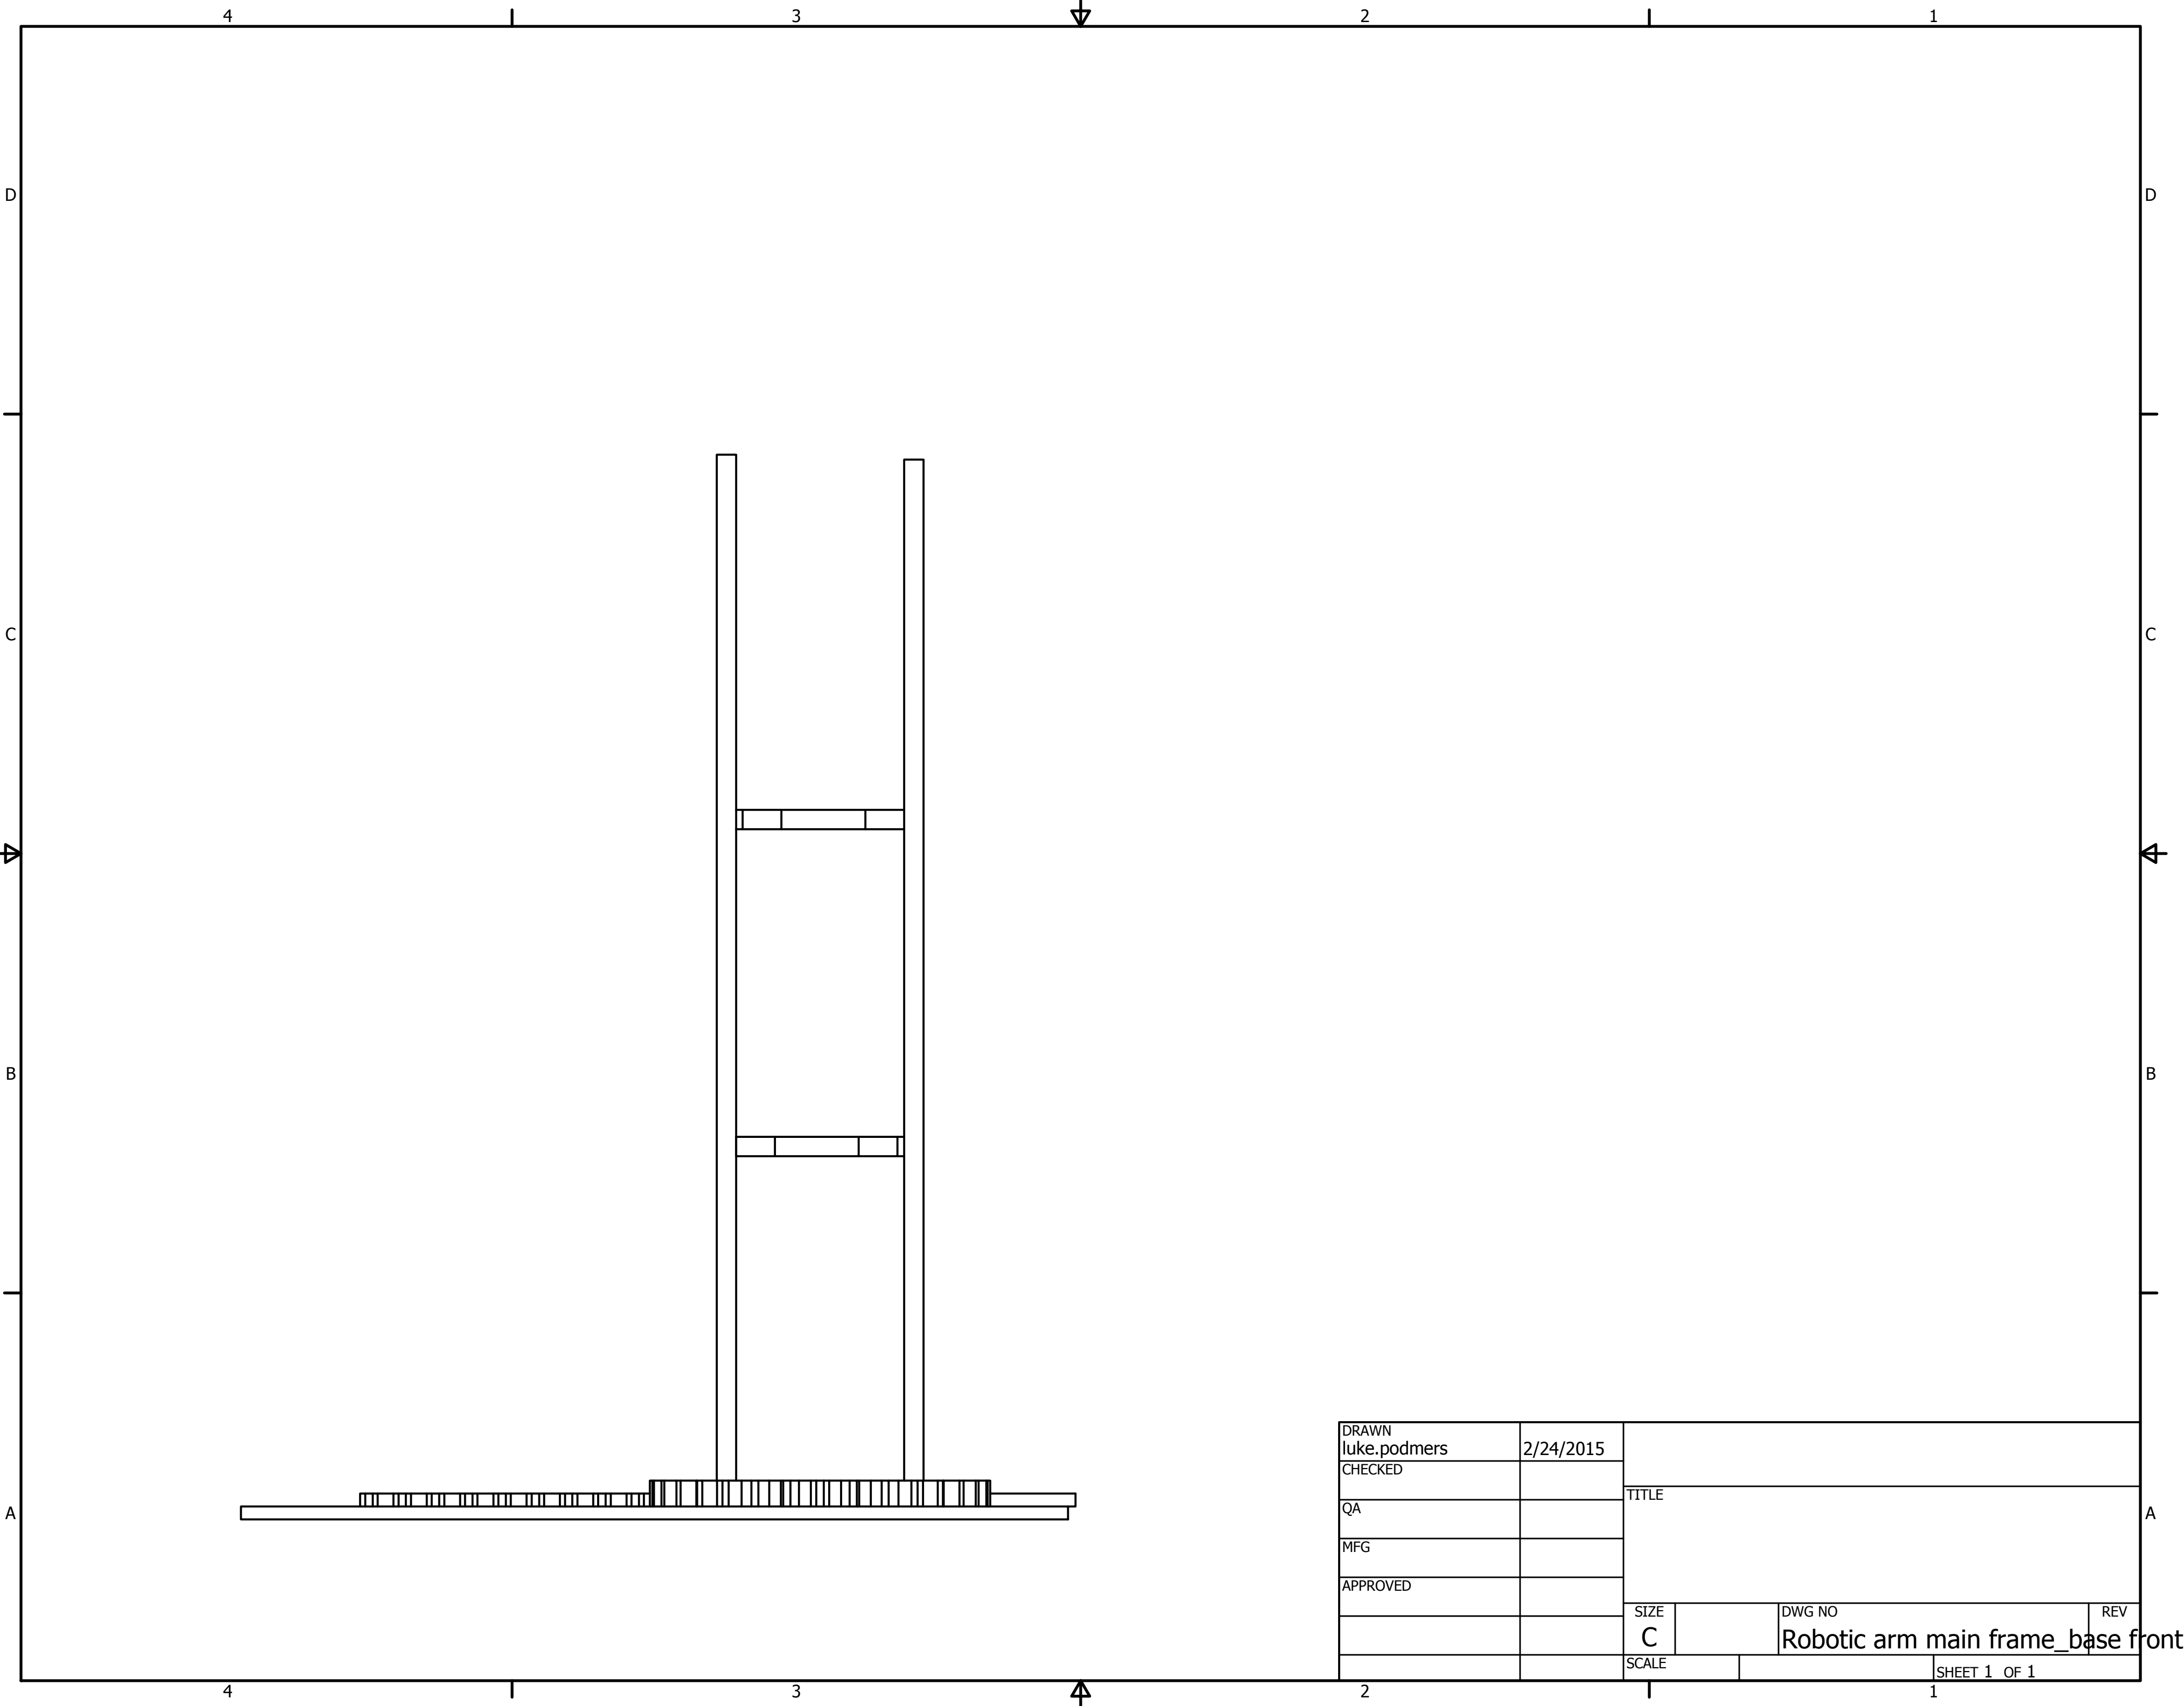 4 3 2 1
D D
C C
B B
A A
DRAWN
luke.podmers 2/24/2015
CHECKED
QA
MFG
APPROVED
TITLE
SIZE
C
DWG NO
Robotic arm main frame_base front
REV
SCALE
SHEET 1 OF 1
4 3 2 1